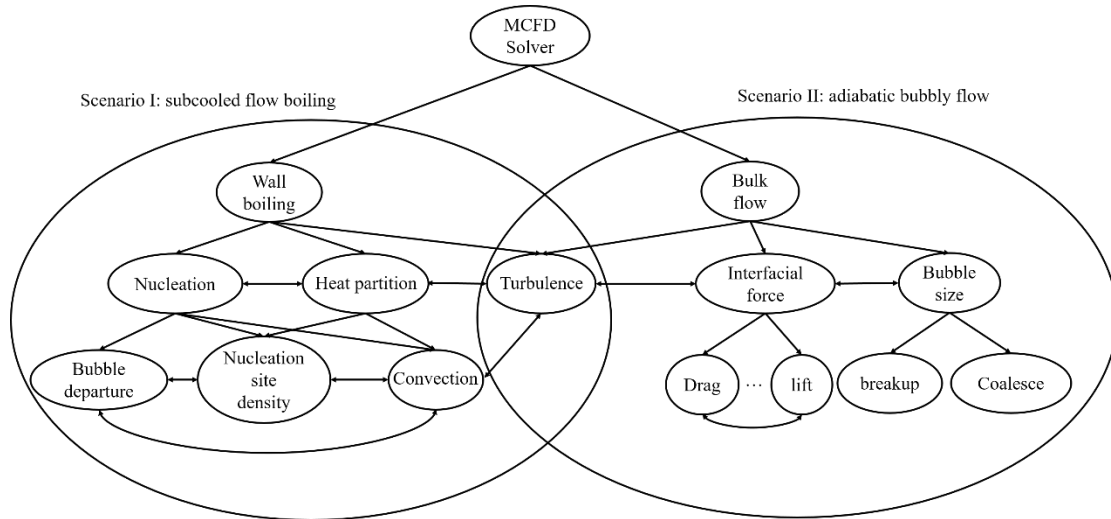 MCFD
Solver
Scenario I: subcooled flow boiling
Scenario II: adiabatic bubbly flow
Wall
boiling
Bulk
flow
Nucleation
Heat partition
Turbulence
Interfacial
force
Bubble
size
Bubble
departure
Nucleation
site
density
Convection
Drag
...
lift
breakup
Coalesce